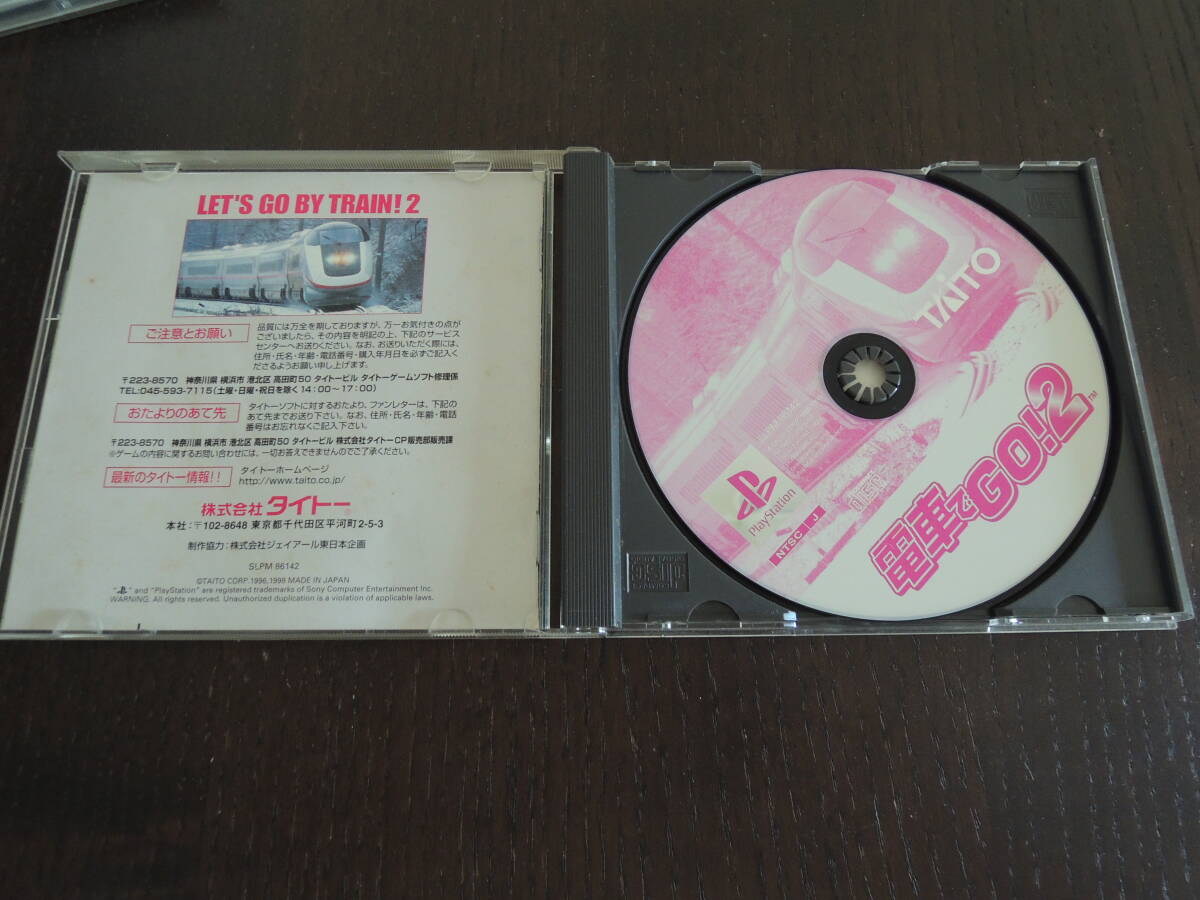 LET'S GO BY TRAIN! 2
ご注意とお願い
品質には万全を期しておりますが、万一お気付きの点が
ございましたら、その内容を明記の上、下記のサービス
センターへお送りください。なお、お送りいただく際には、
住所・氏名・年齢・電話番号・購入年月日を必ずご記入く
ださるようお願い申し上げます。
〒223-8570 神奈川県 横浜市 港北区 高田町50 タイトービル タイトーゲームソフト修理係
TEL:045-593-7115(土曜・日曜・祝日を除く 14:00〜17:00)
おたよりのあて先
タイトーソフトに対するおたより、ファンレターは、下記の
あて先までお送り下さい。なお、住所・氏名・年齢・電話
番号はお忘れなくご記入下さい。
〒223-8570 神奈川県 横浜市 港北区 高田町50 タイトービル 株式会社タイトーCP販売部販売課
※ゲームの内容に関するお問い合わせには、一切お答えできませんのでご了承ください。
最新のタイトー情報!!
タイトーホームページ
http://www.taito.co.jp/
株式会社 タイトー®
本社:〒102-8648 東京都千代田区平河町2-5-3
制作協力:株式会社ジェイアール東日本企画
SLPM 86142
©TAITO CORP.1996,1999 MADE IN JAPAN
" " and "PlayStation" are registered trademarks of Sony Computer Entertainment Inc.
WARNING. All rights reserved. Unauthorized duplication is a violation of applicable laws.
TAITO
電車でGO!2™
PlayStation
NTSC J